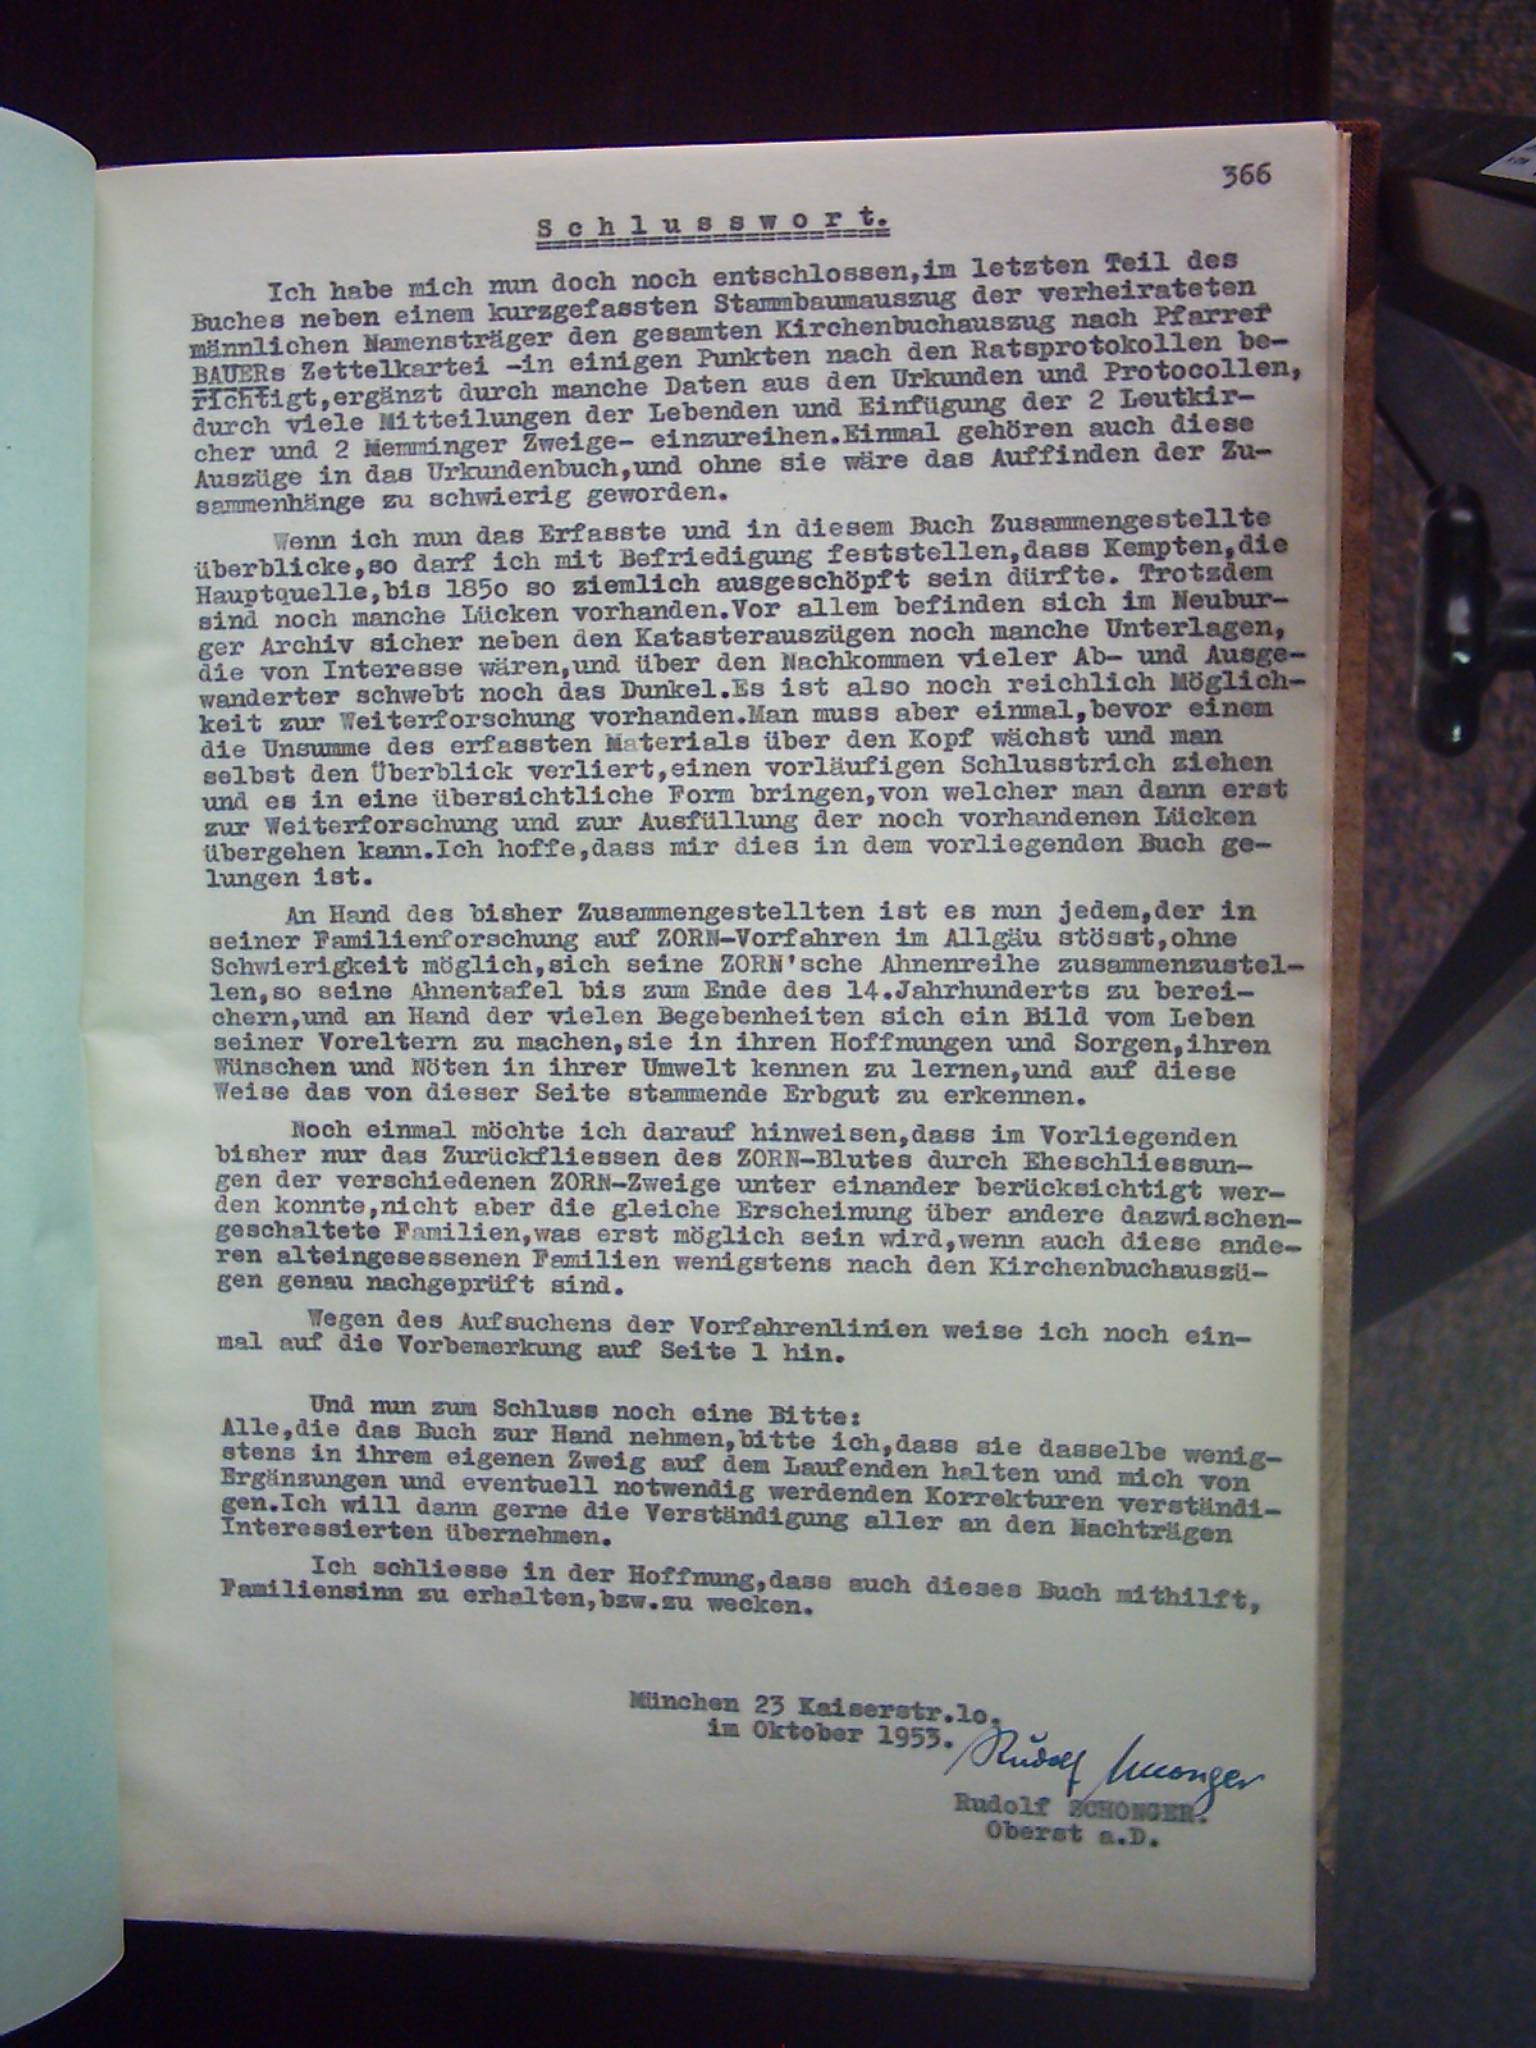 366
Schlusswort.
Ich habe mich nun doch noch entschlossen,im letzten Teil des
Buches neben einem kurzgefassten Stammbaumauszug der verheirateten
männlichen Namensträger den gesamten Kirchenbuchauszug nach Pfarrer
BAUERs Zettelkartei -in einigen Punkten nach den Ratsprotokollen be-
richtigt,ergänzt durch manche Daten aus den Urkunden und Protocollen,
durch viele Mitteilungen der Lebenden und Einfügung der 2 Leutkir-
cher und 2 Memminger Zweige- einzureihen.Einmal gehören auch diese
Auszüge in das Urkundenbuch,und ohne sie wäre das Auffinden der Zu-
sammenhänge zu schwierig geworden.
Wenn ich nun das Erfasste und in diesem Buch Zusammengestellte
überblicke,so darf ich mit Befriedigung feststellen,dass Kempten,die
Hauptquelle,bis 185o so ziemlich ausgeschöpft sein dürfte. Trotzdem
sind noch manche Lücken vorhanden.Vor allem befinden sich im Neubur-
ger Archiv sicher neben den Katasterauszügen noch manche Unterlagen,
die von Interesse wären,und über den Nachkommen vieler Ab- und Ausge-
wanderter schwebt noch das Dunkel.Es ist also noch reichlich Möglich-
keit zur Weiterforschung vorhanden.Man muss aber einmal,bevor einem
die Unsumme des erfassten Materials über den Kopf wächst und man
selbst den Überblick verliert,einen vorläufigen Schlusstrich ziehen
und es in eine übersichtliche Form bringen,von welcher man dann erst
zur Weiterforschung und zur Ausfüllung der noch vorhandenen Lücken
übergehen kann.Ich hoffe,dass mir dies in dem vorliegenden Buch ge-
lungen ist.
An Hand des bisher Zusammengestellten ist es nun jedem,der in
seiner Familienforschung auf ZORN-Vorfahren im Allgäu stösst,ohne
Schwierigkeit möglich,sich seine ZORN'sche Ahnenreihe zusammenzustel-
len,so seine Ahnentafel bis zum Ende des 14.Jahrhunderts zu berei-
chern,und an Hand der vielen Begebenheiten sich ein Bild vom Leben
seiner Voreltern zu machen,sie in ihren Hoffnungen und Sorgen,ihren
Wünschen und Nöten in ihrer Umwelt kennen zu lernen,und auf diese
Weise das von dieser Seite stammende Erbgut zu erkennen.
Noch einmal möchte ich darauf hinweisen,dass im Vorliegenden
bisher nur das Zurückfliessen des ZORN-Blutes durch Eheschliessun-
gen der verschiedenen ZORN-Zweige unter einander berücksichtigt wer-
den konnte,nicht aber die gleiche Erscheinung über andere dazwischen-
geschaltete Familien,was erst möglich sein wird,wenn auch diese ande-
ren alteingesessenen Familien wenigstens nach den Kirchenbuchauszü-
gen genau nachgeprüft sind.
Wegen des Aufsuchens der Vorfahrenlinien weise ich noch ein-
mal auf die Vorbemerkung auf Seite 1 hin.
Und nun zum Schluss noch eine Bitte:
Alle,die das Buch zur Hand nehmen,bitte ich,dass sie dasselbe wenig-
stens in ihrem eigenen Zweig auf dem Laufenden halten und mich von
Ergänzungen und eventuell notwendig werdenden Korrekturen verständi-
gen.Ich will dann gerne die Verständigung aller an den Nachträgen
Interessierten übernehmen.
Ich schliesse in der Hoffnung,dass auch dieses Buch mithilft,
Familiensinn zu erhalten,bzw.zu wecken.
München 23 Kaiserstr.1o.
im Oktober 1953.
Rudolf Schonger
Rudolf SCHONGER.
Oberst a.D.